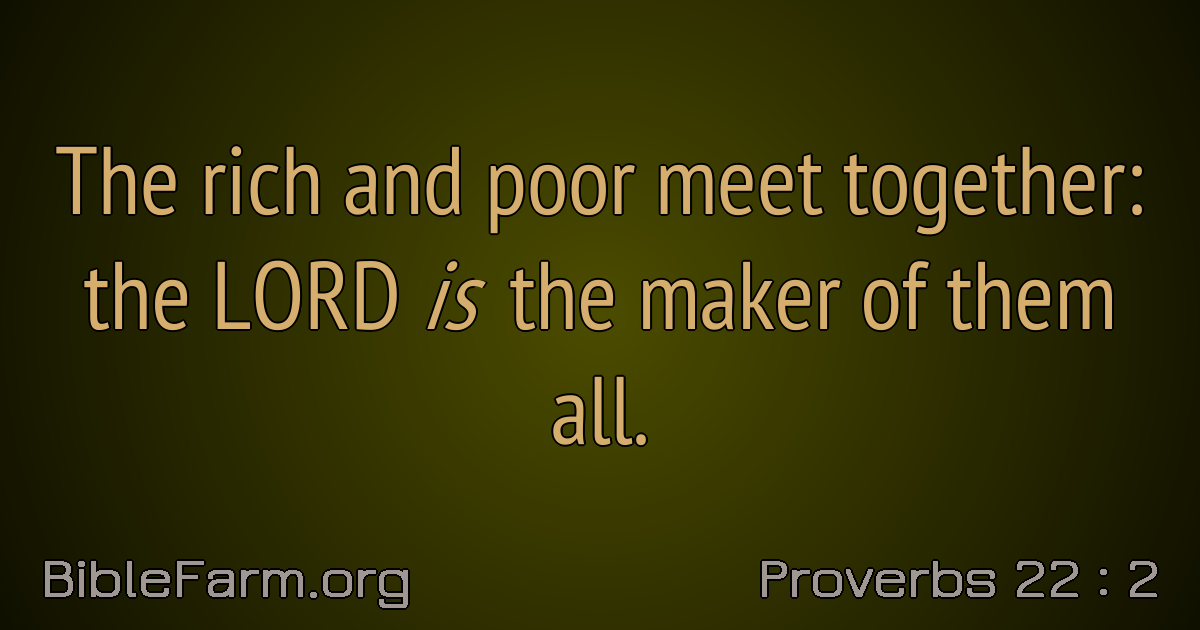 The rich and poor meet together:
the LORD is the maker of them
all.
BibleFarm.org
Proverbs 22 : 2